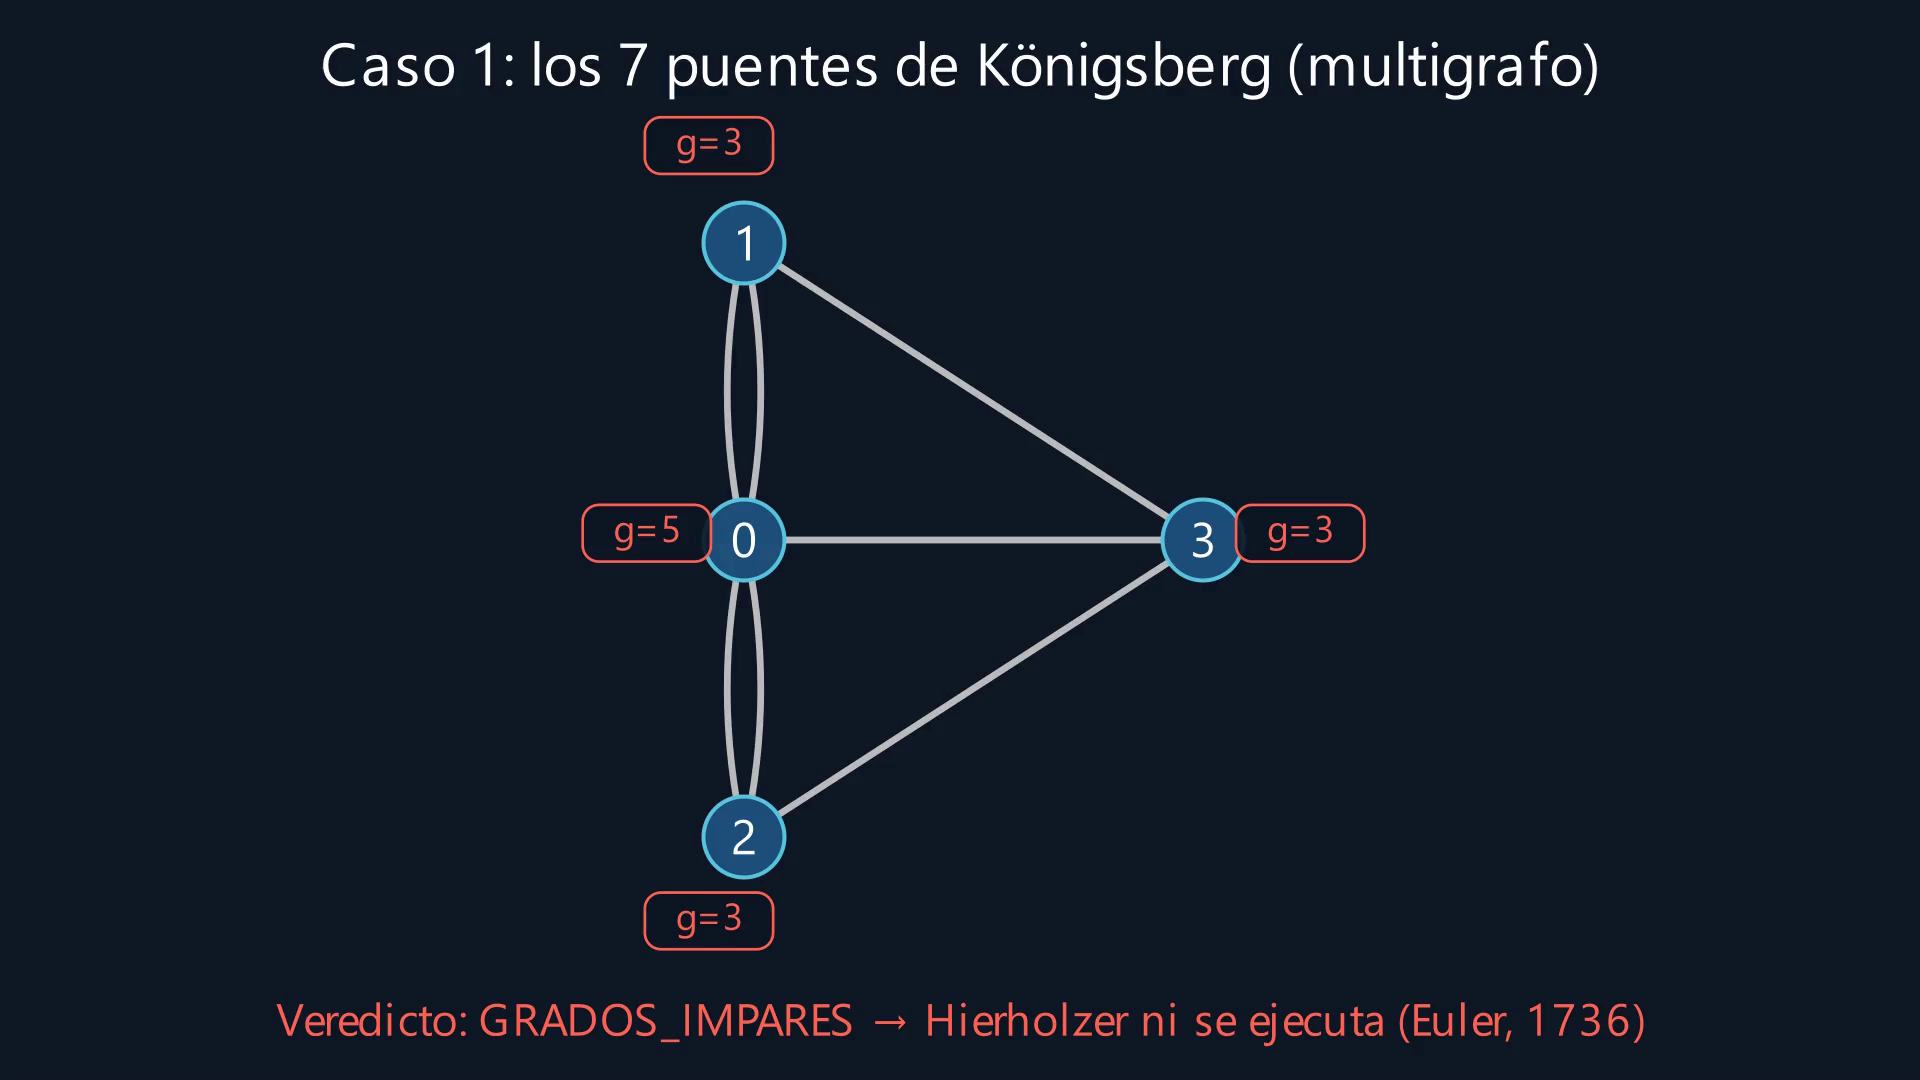 Caso 1: los 7 puentes de Königsberg (multigrafo)
g=3
1
g=5
0
3
g=3
2
g=3
Veredicto: GRADOS_IMPARES → Hierholzer ni se ejecuta (Euler, 1736)